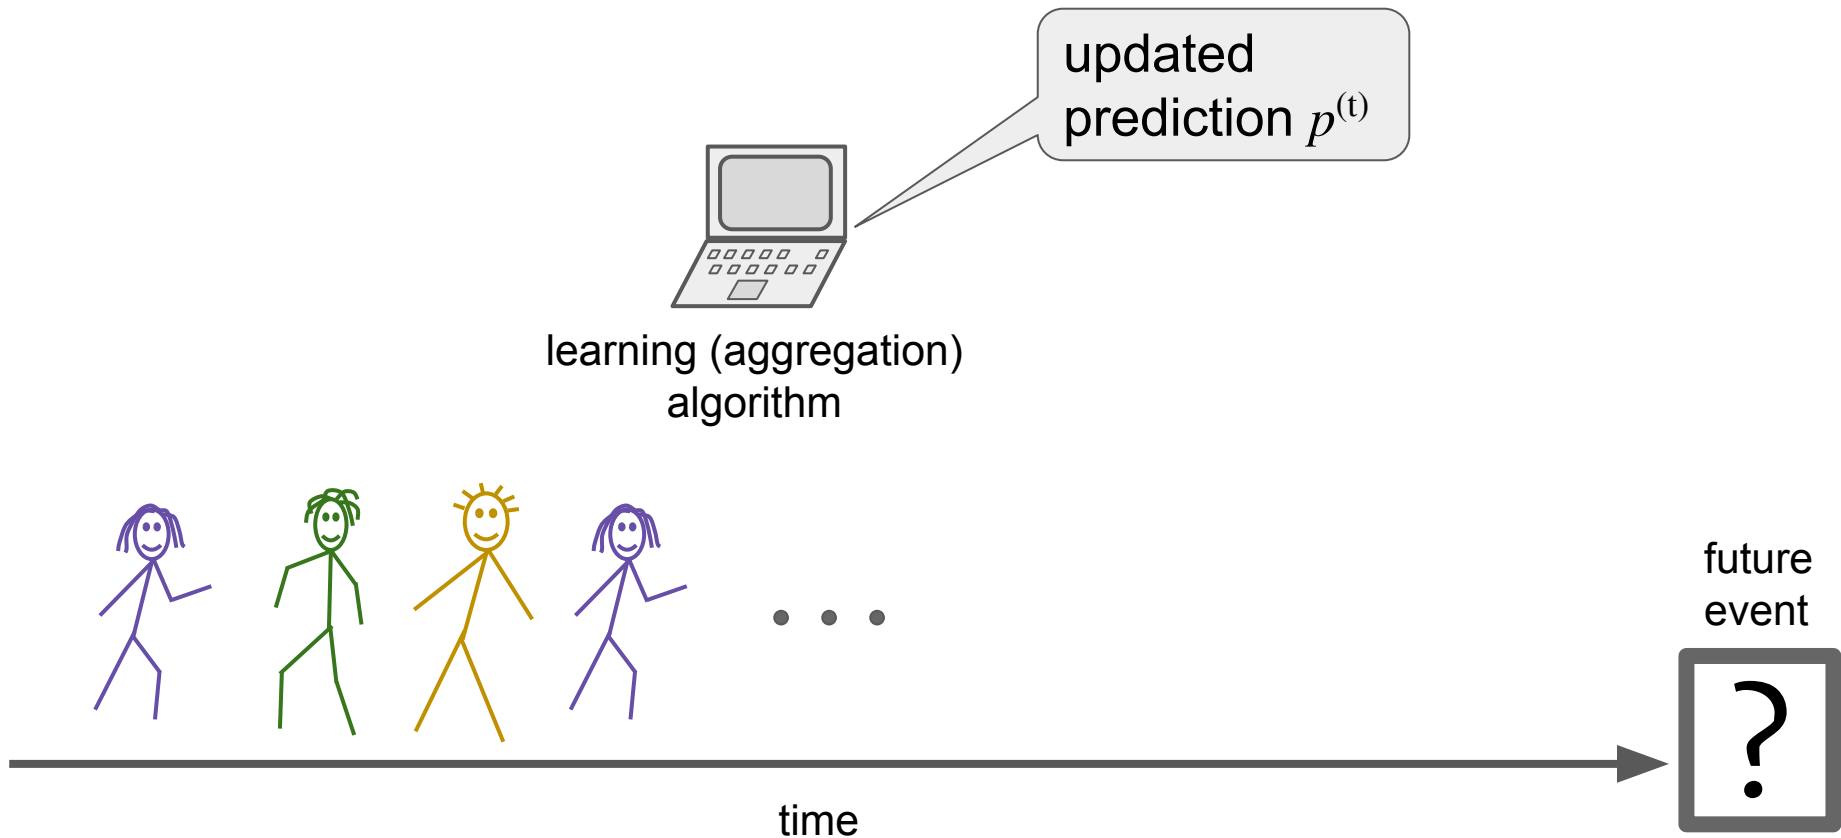 updated
prediction p^(t)
learning (aggregation)
algorithm
future
event
?
time